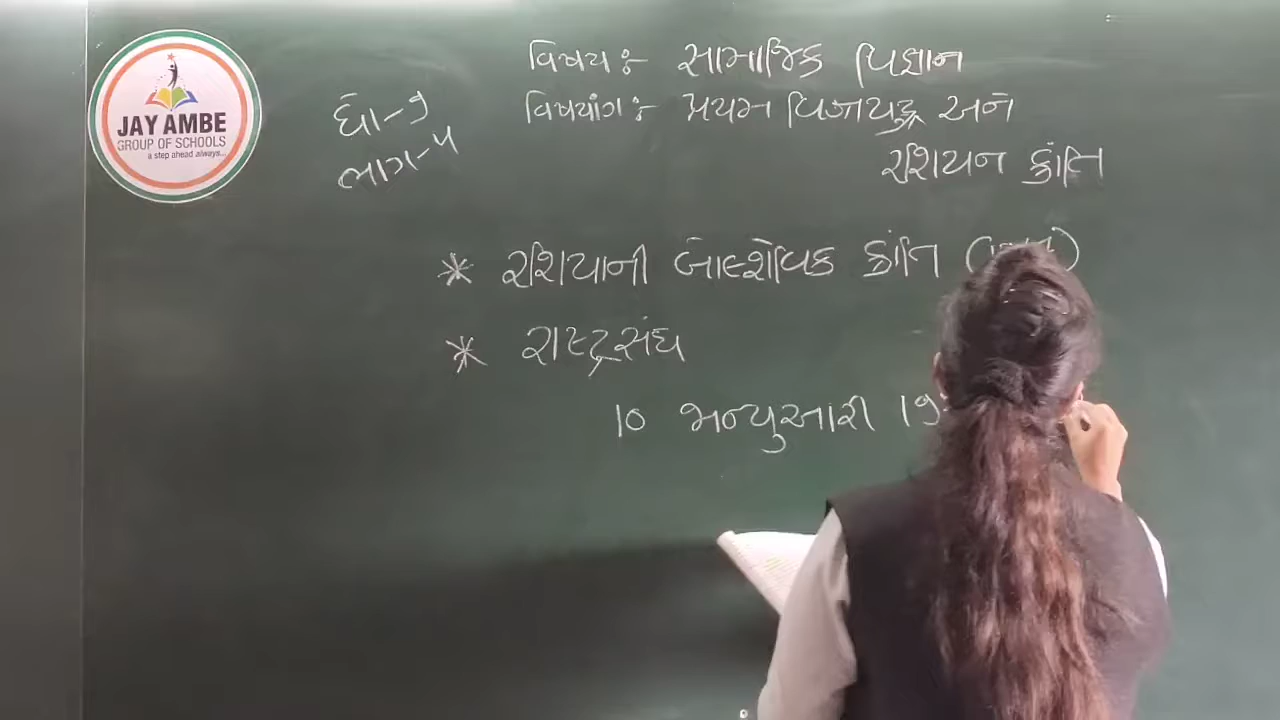 JAY AMBE
GROUP OF SCHOOLS
a step ahead always...
ધો-૧
ભાગ-૫
વિષય :- સામાજિક વિજ્ઞાન
વિષયાંગ :- પ્રથમ વિશ્વયુદ્ધ અને
રશિયન ક્રાંતિ
* રશિયાની બોલ્શેવિક ક્રાંતિ
* રાષ્ટ્રસંઘ
10 જાન્યુઆરી 19